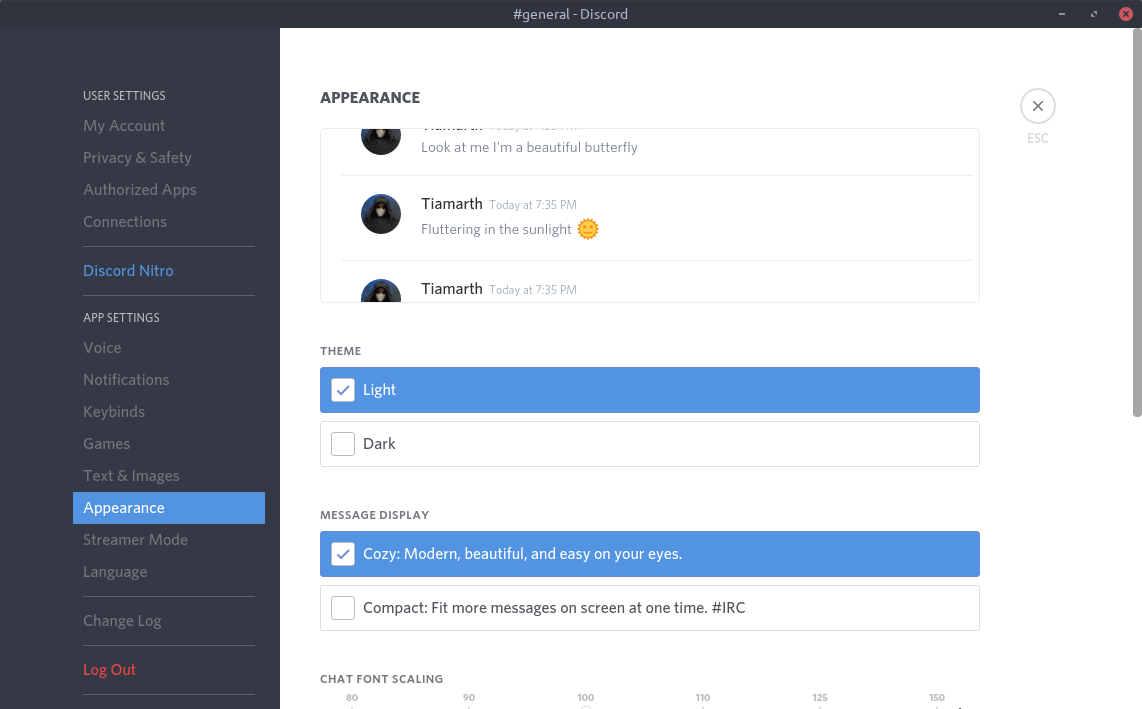 #general - Discord
USER SETTINGS
My Account
Privacy & Safety
Authorized Apps
Connections
Discord Nitro
APP SETTINGS
Voice
Notifications
Keybinds
Games
Text & Images
Appearance
Streamer Mode
Language
Change Log
Log Out
APPEARANCE
ESC
Look at me I'm a beautiful butterfly
Tiamarth Today at 7:35 PM
Fluttering in the sunlight
Tiamarth Today at 7:35 PM
THEME
Light
Dark
MESSAGE DISPLAY
Cozy: Modern, beautiful, and easy on your eyes.
Compact: Fit more messages on screen at one time. #IRC
CHAT FONT SCALING
80 90 100 110 125 150